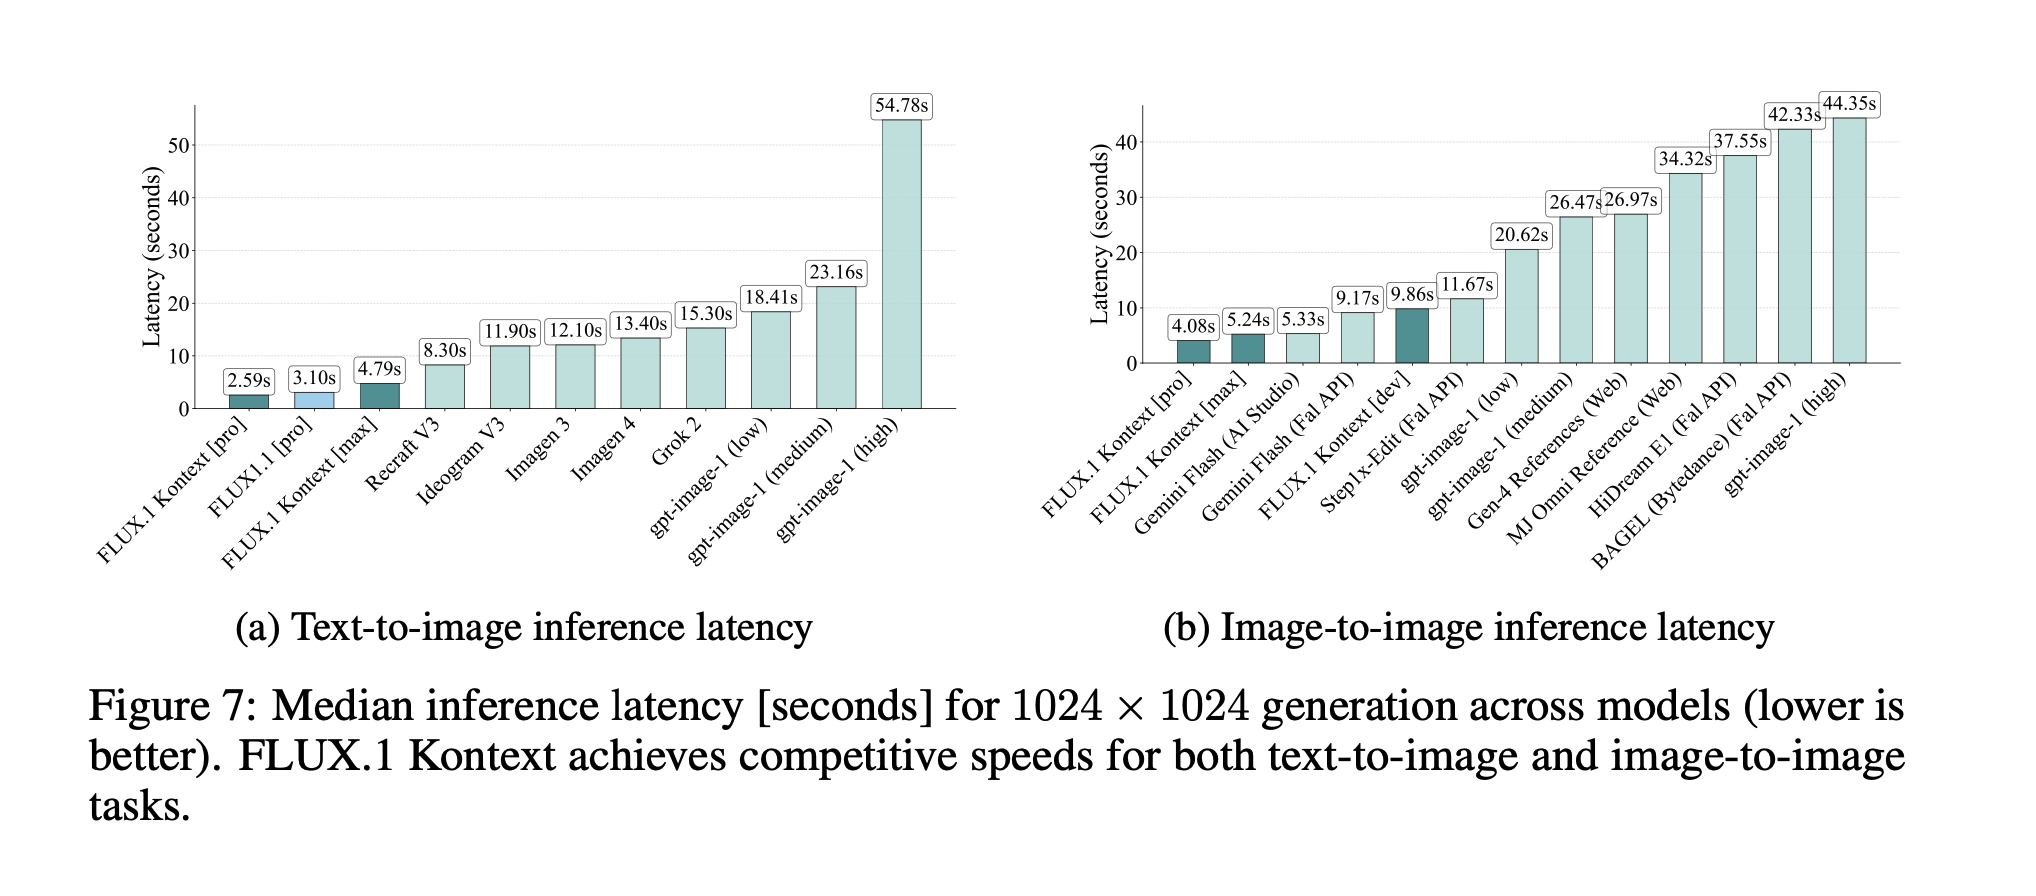 Latency (seconds)
50
40
30
20
10
0
2.59s
3.10s
4.79s
8.30s
11.90s
12.10s
13.40s
15.30s
18.41s
23.16s
54.78s
FLUX.1 Kontext [pro]
FLUX1.1 [pro]
FLUX.1 Kontext [max]
Recraft V3
Ideogram V3
Imagen 3
Imagen 4
Grok 2
gpt-image-1 (low)
gpt-image-1 (medium)
gpt-image-1 (high)
(a) Text-to-image inference latency
Latency (seconds)
40
30
20
10
0
4.08s
5.24s
5.33s
9.17s
9.86s
11.67s
20.62s
26.47s
26.97s
34.32s
37.55s
42.33s
44.35s
FLUX.1 Kontext [pro]
FLUX.1 Kontext [max]
Gemini Flash (AI Studio)
Gemini Flash (Fal API)
FLUX.1 Kontext [dev]
Step1x-Edit (Fal API)
gpt-image-1 (low)
gpt-image-1 (medium)
Gen-4 References (Web)
MJ Omni Reference (Web)
HiDream E1 (Fal API)
BAGEL (Bytedance) (Fal API)
gpt-image-1 (high)
(b) Image-to-image inference latency
Figure 7: Median inference latency [seconds] for 1024 × 1024 generation across models (lower is
better). FLUX.1 Kontext achieves competitive speeds for both text-to-image and image-to-image
tasks.